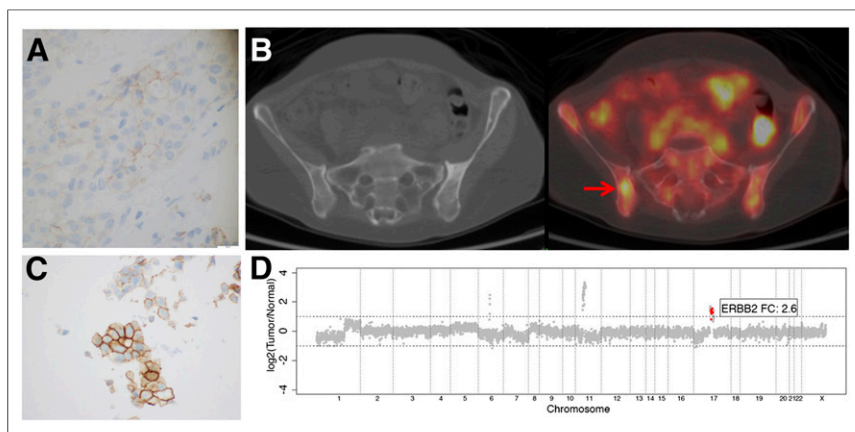 A
B
C
D
log2(Tumor/Normal)
4
2
0
-2
-4
ERBB2 FC: 2.6
1 2 3 4 5 6 7 8 9 10 11 12 13 14 15 16 17 18 19 20 21 22 X
Chromosome